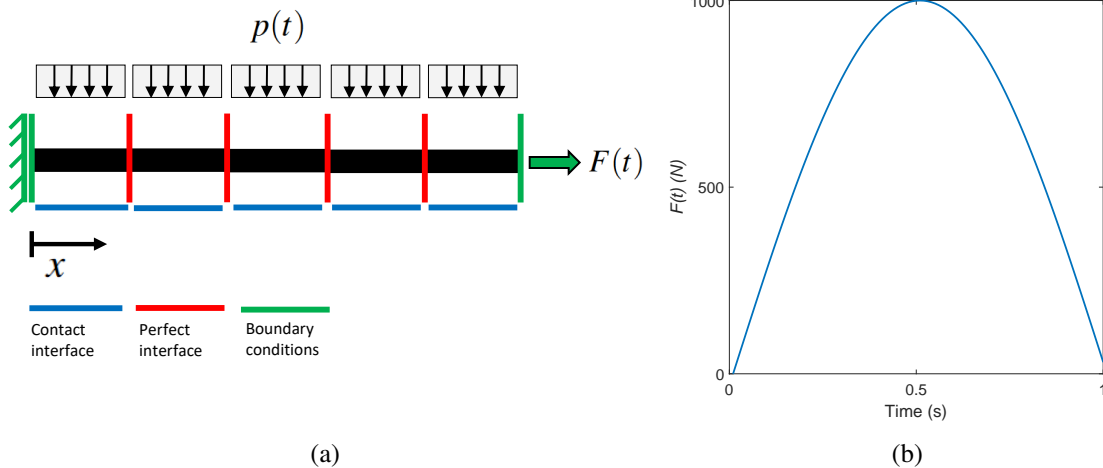 p(t)
F(t)
x
Contact interface
Perfect interface
Boundary conditions
(a)
1000
500
0
F(t) (N)
0
0.5
1
Time (s)
(b)